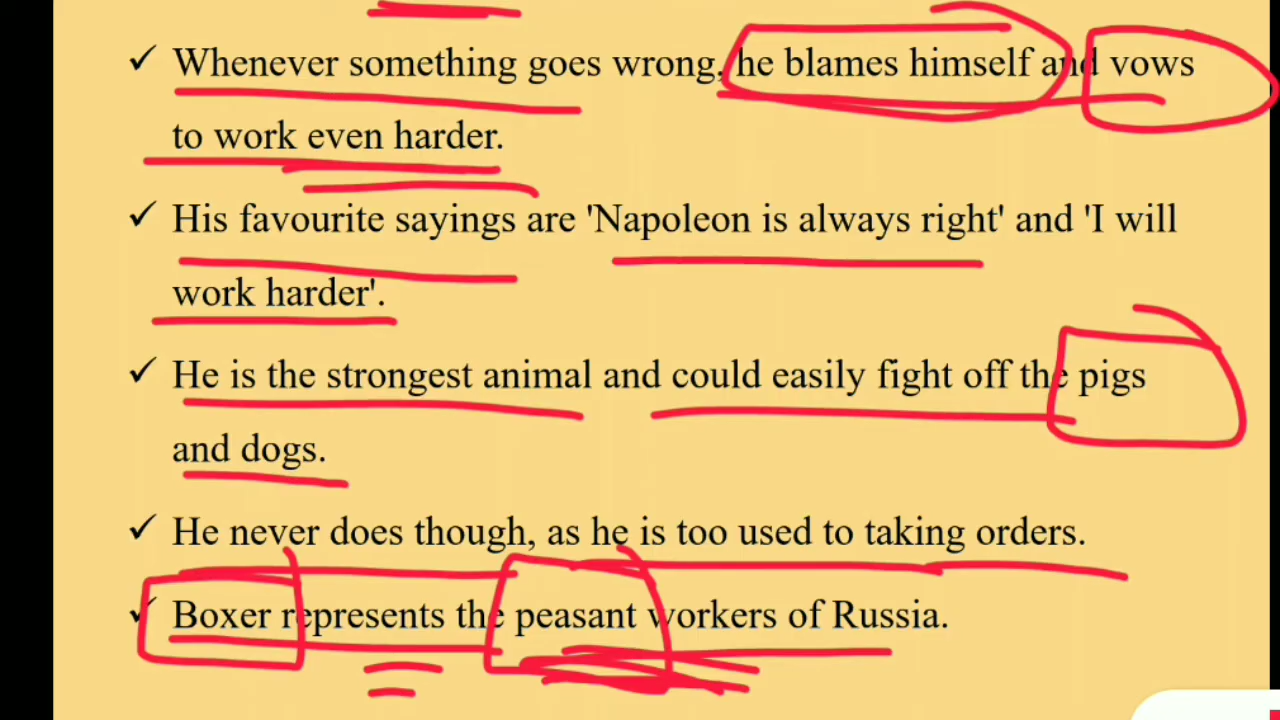 ✓ Whenever something goes wrong, he blames himself and vows
to work even harder.
✓ His favourite sayings are 'Napoleon is always right' and 'I will
work harder'.
✓ He is the strongest animal and could easily fight off the pigs
and dogs.
✓ He never does though, as he is too used to taking orders.
✓ Boxer represents the peasant workers of Russia.